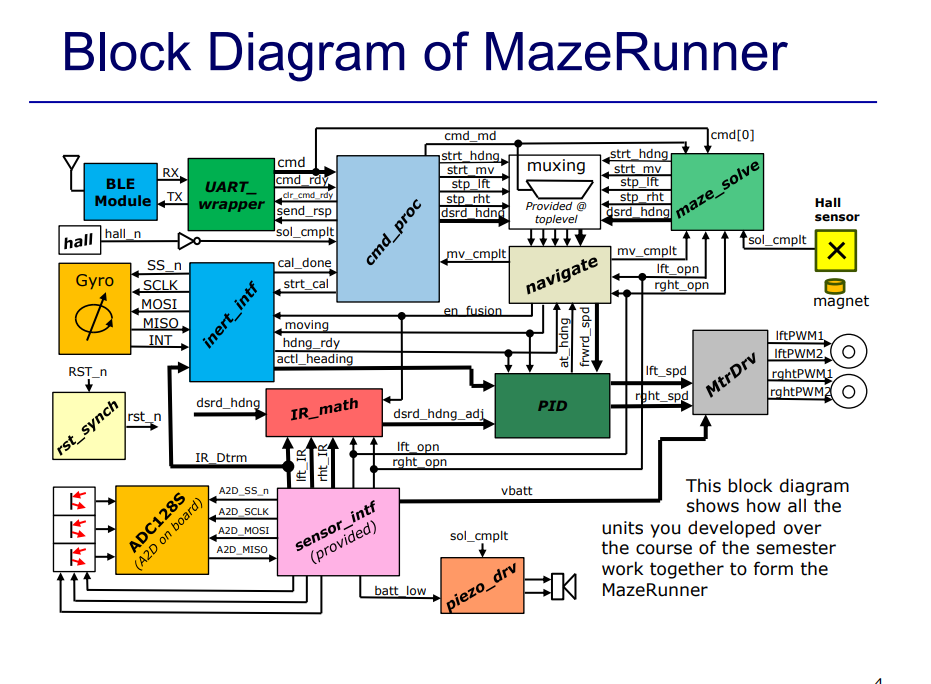 Block Diagram of MazeRunner
cmd_md
cmd[0]
BLE
Module
RX
TX
UART_
wrapper
cmd
cmd_rdy
clr_cmd_rdy
send_rsp
sol_cmplt
cmd_proc
strt_hdng
strt_mv
stp_lft
stp_rht
dsrd_hdng
muxing
Provided @
toplevel
strt_hdng
strt_mv
stp_lft
stp_rht
dsrd_hdng
maze_solve
Hall
sensor
hall
hall_n
sol_cmplt
magnet
mv_cmplt
navigate
mv_cmplt
lft_opn
rght_opn
Gyro
SS_n
SCLK
MOSI
MISO
INT
inert_intf
cal_done
strt_cal
en_fusion
moving
hdng_rdy
actl_heading
at_hdng
frwrd_spd
RST_n
rst_synch
rst_n
dsrd_hdng
IR_math
dsrd_hdng_adj
PID
lft_spd
rght_spd
MtrDrv
lftPWM1
lftPWM2
rghtPWM1
rghtPWM2
IR_Dtrm
lft_IR
rht_IR
lft_opn
rght_opn
vbatt
ADC128S
(A2D on board)
A2D_SS_n
A2D_SCLK
A2D_MOSI
A2D_MISO
sensor_intf
(provided)
batt_low
sol_cmplt
piezo_drv
This block diagram
shows how all the
units you developed over
the course of the semester
work together to form the
MazeRunner